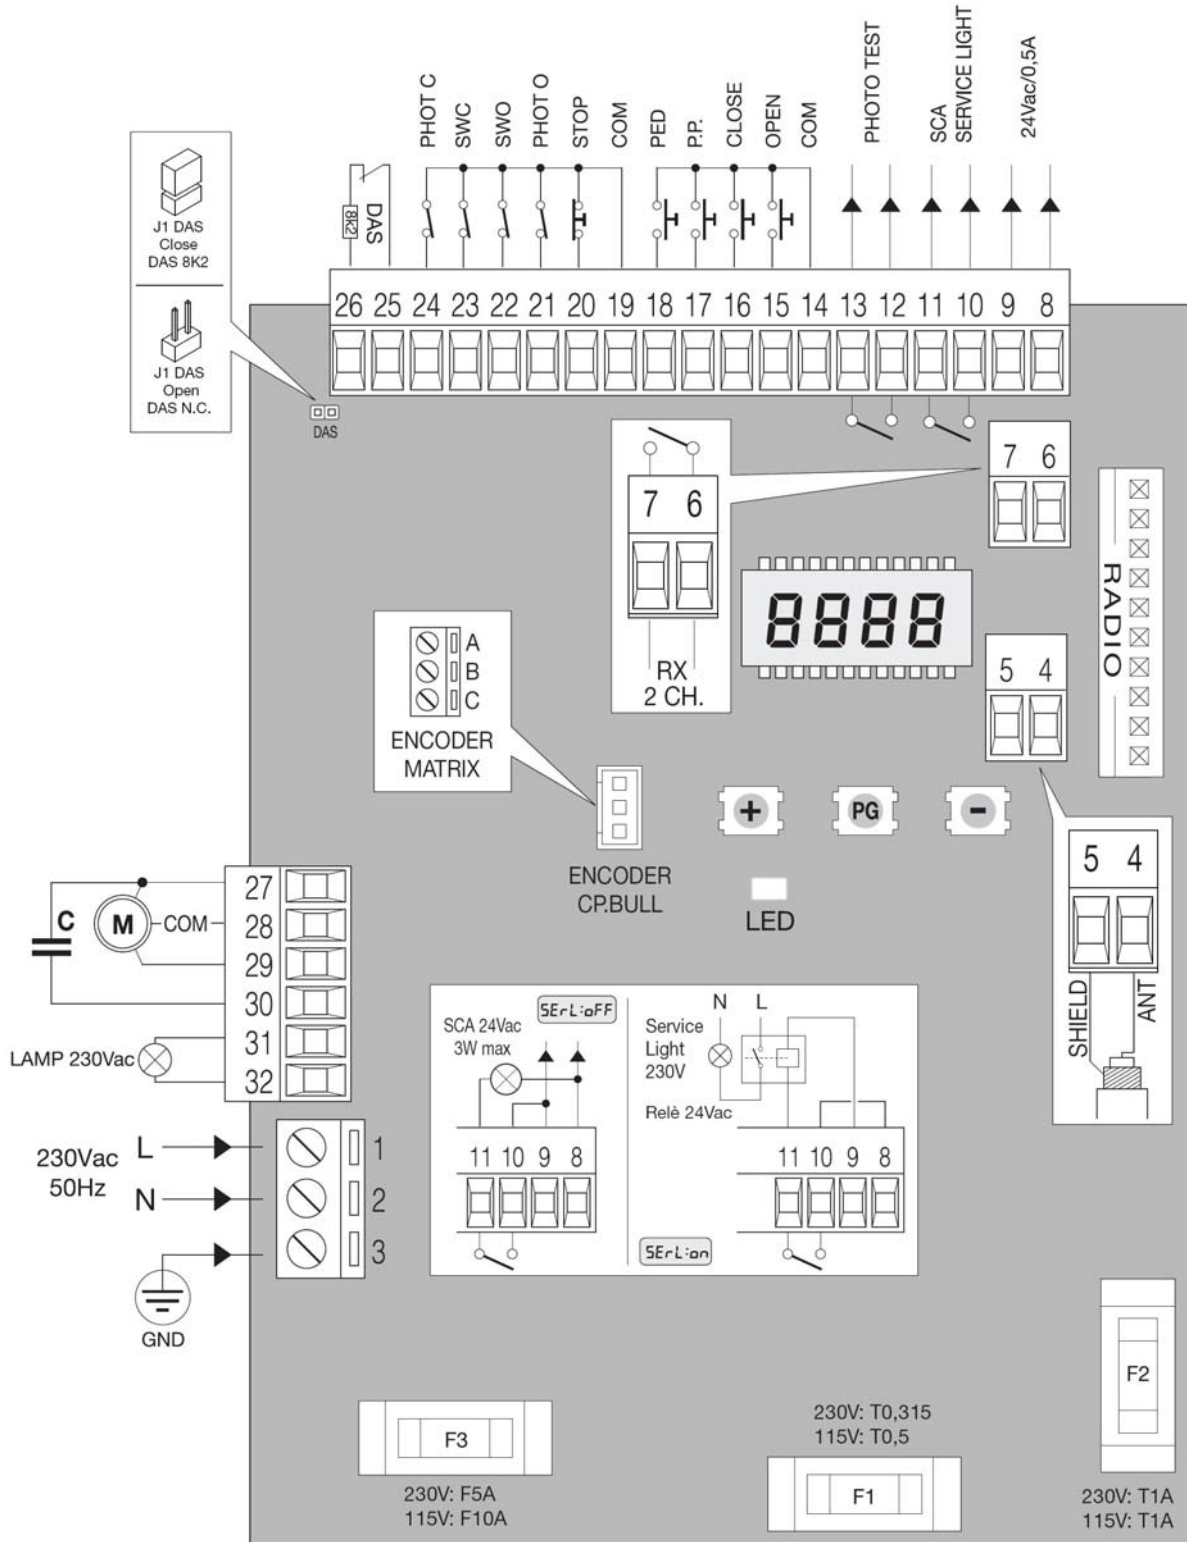 PHOT C
SWC
SWO
PHOT O
STOP
COM
PED
P.P.
CLOSE
OPEN
COM
PHOTO TEST
SCA
SERVICE LIGHT
24Vac/0,5A
8K2
DAS
J1 DAS
Close
DAS 8K2
J1 DAS
Open
DAS N.C.
26 25 24 23 22 21 20 19 18 17 16 15 14 13 12 11 10 9 8
DAS
7 6
7 6
RX
2 CH.
8888
RADIO
5 4
A
B
C
ENCODER
MATRIX
ENCODER
CP.BULL
+
PG
-
LED
5 4
SHIELD
ANT
27
28
29
30
31
32
C
M
COM
LAMP 230Vac
230Vac
50Hz
L
N
1
2
3
GND
SErL:oFF
SCA 24Vac
3W max
11 10 9 8
N L
Service
Light
230V
Relè 24Vac
11 10 9 8
SErL:on
F3
230V: F5A
115V: F10A
230V: T0,315
115V: T0,5
F1
F2
230V: T1A
115V: T1A